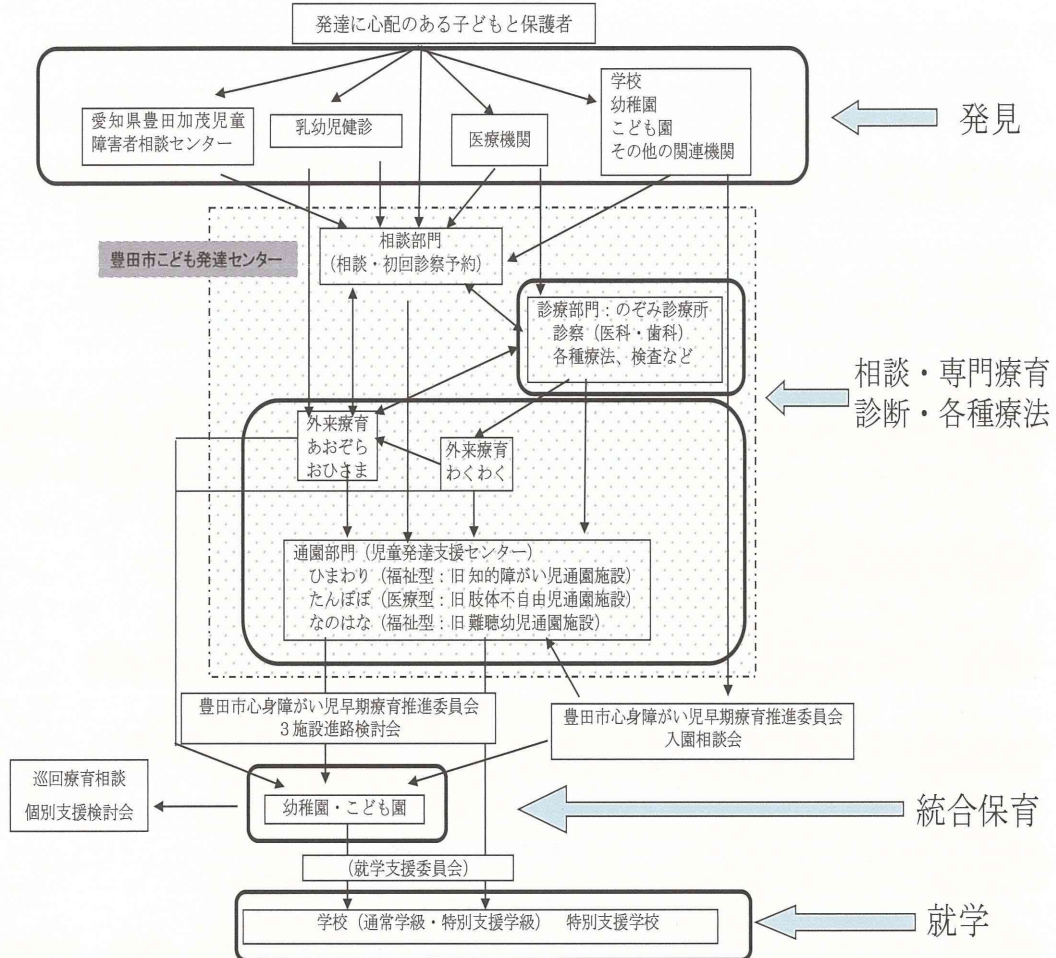 発達に心配のある子どもと保護者
愛知県豊田加茂児童
障害者相談センター
乳幼児健診
医療機関
学校
幼稚園
こども園
その他の関連機関
発見
豊田市こども発達センター
相談部門
(相談・初回診察予約)
診療部門：のぞみ診療所
診察（医科・歯科）
各種療法、検査など
相談・専門療育
診断・各種療法
外来療育
あおぞら
おひさま
外来療育
わくわく
通園部門（児童発達支援センター）
ひまわり（福祉型：旧 知的障がい児通園施設）
たんぽぽ（医療型：旧 肢体不自由児通園施設）
なのはな（福祉型：旧 難聴幼児通園施設）
豊田市心身障がい児早期療育推進委員会
３施設進路検討会
豊田市心身障がい児早期療育推進委員会
入園相談会
巡回療育相談
個別支援検討会
幼稚園・こども園
統合保育
(就学支援委員会)
学校（通常学級・特別支援学級）　特別支援学校
就学